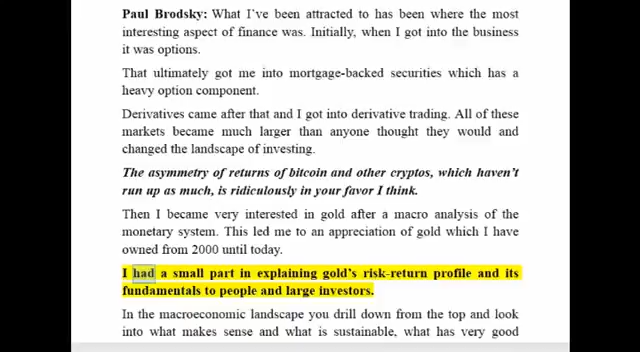 Paul Brodsky: What I've been attracted to has been where the most
interesting aspect of finance was. Initially, when I got into the business
it was options.
That ultimately got me into mortgage-backed securities which has a
heavy option component.
Derivatives came after that and I got into derivative trading. All of these
markets became much larger than anyone thought they would and
changed the landscape of investing.
The asymmetry of returns of bitcoin and other cryptos, which haven't
run up as much, is ridiculously in your favor I think.
Then I became very interested in gold after a macro analysis of the
monetary system. This led me to an appreciation of gold which I have
owned from 2000 until today.
I had a small part in explaining gold's risk-return profile and its
fundamentals to people and large investors.
In the macroeconomic landscape you drill down from the top and look
into what makes sense and what is sustainable, what has very good